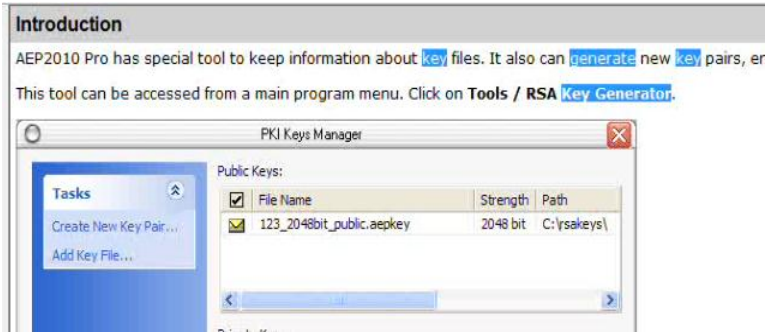 Introduction
AEP2010 Pro has special tool to keep information about key files. It also can generate new key pairs, er
This tool can be accessed from a main program menu. Click on Tools / RSA Key Generator.
PKI Keys Manager
Public Keys:
Tasks
File Name Strength Path
Create New Key Pair...
123_2048bit_public.aepkey 2048 bit C:\rsakeys\
Add Key File...